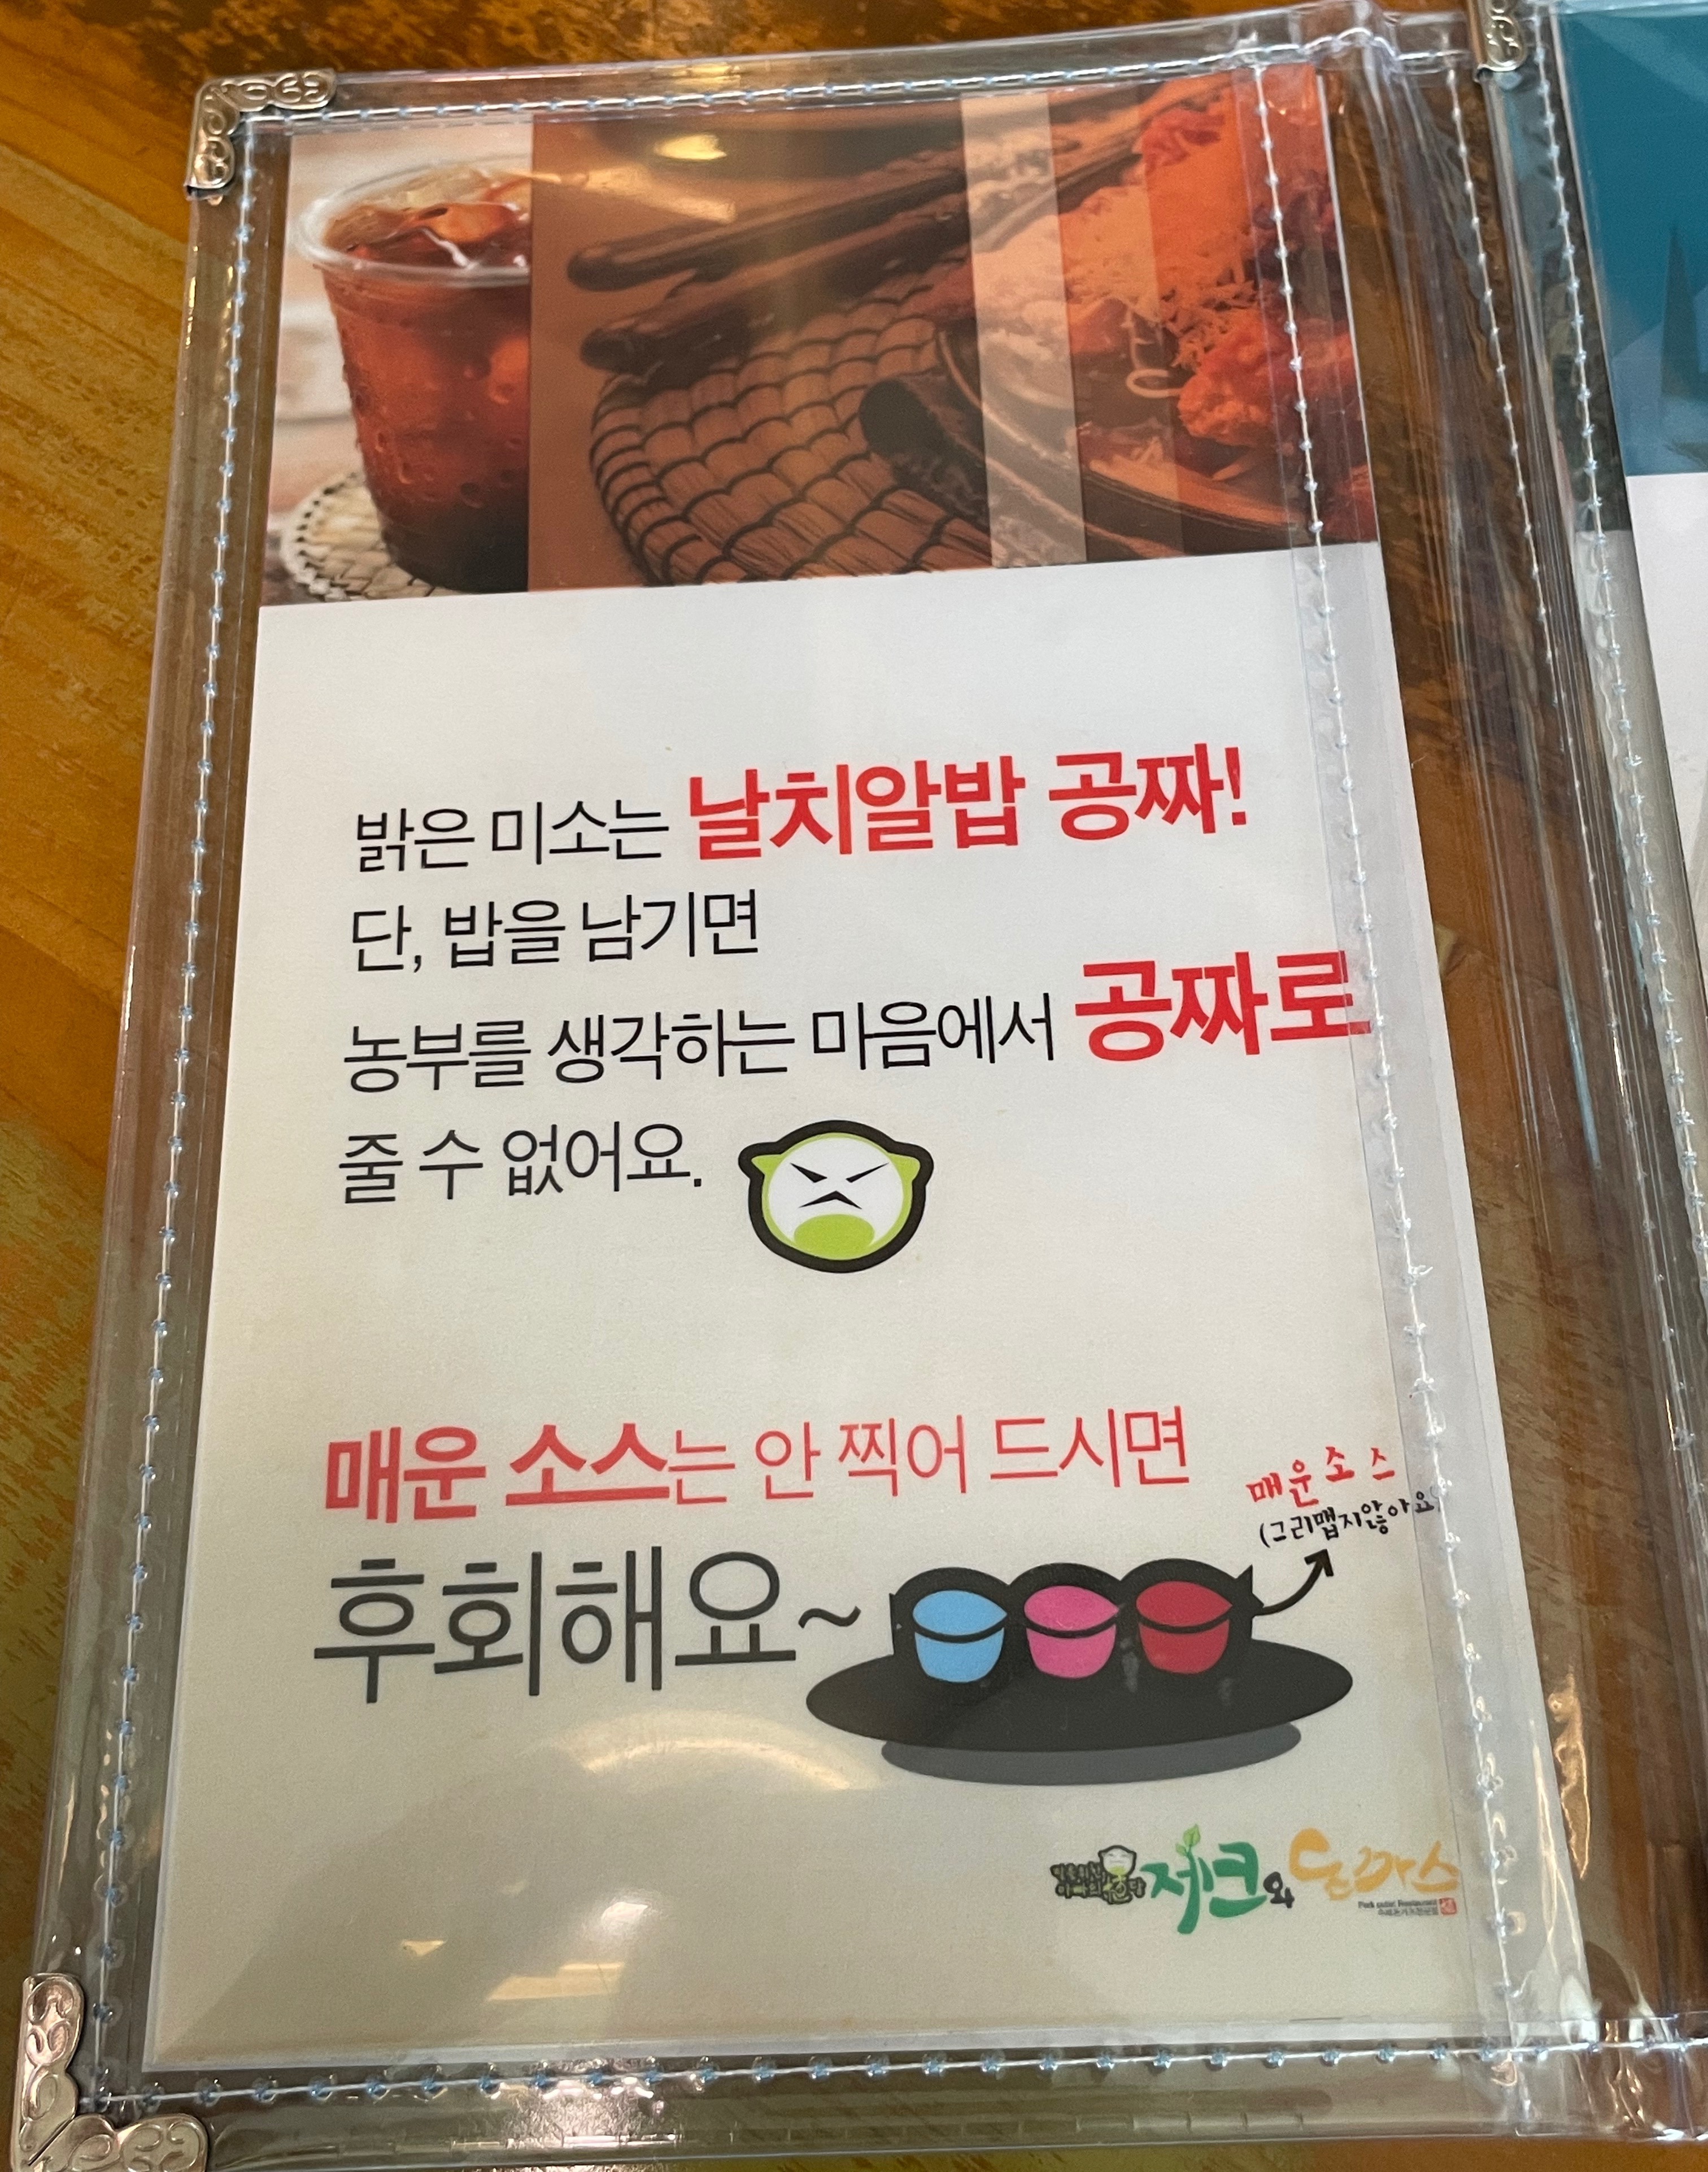 밝은 미소는 날치알밥 공짜!
단, 밥을 남기면
농부를 생각하는 마음에서 공짜로
줄 수 없어요.
매운 소스는 안 찍어 드시면
후회해요~
매운소스
(그리맵지않아요)
제크와 돈까스